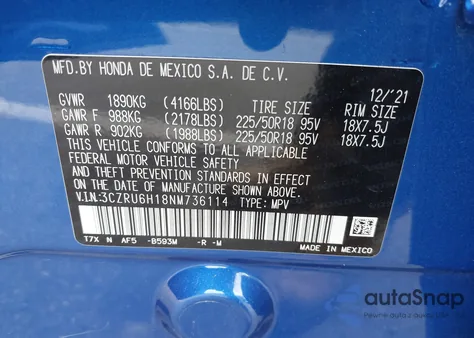 MFD.BY HONDA DE MEXICO S.A. DE C.V.
12/'21
GVWR 1890KG (4166LBS) TIRE SIZE RIM SIZE
GAWR F 988KG (2178LBS) 225/50R18 95V 18X7.5J
GAWR R 902KG (1988LBS) 225/50R18 95V 18X7.5J
THIS VEHICLE CONFORMS TO ALL APPLICABLE
FEDERAL MOTOR VEHICLE SAFETY
AND THEFT PREVENTION STANDARDS IN EFFECT
ON THE DATE OF MANUFACTURE SHOWN ABOVE.
V.I.N:3CZRU6H18NM736114 TYPE: MPV
T7X N AF5 -B593M -R -M
MADE IN MEXICO
autoSnap